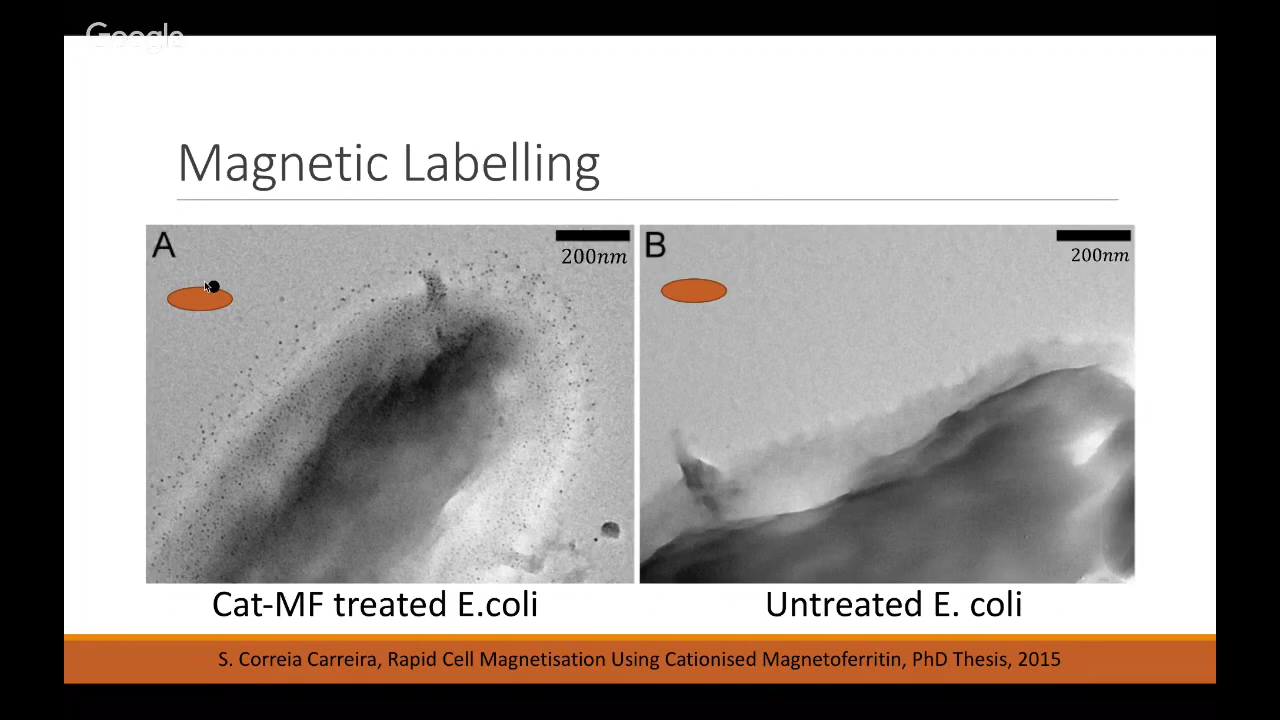 Google
Magnetic Labelling
A
200nm
B
200nm
Cat-MF treated E.coli
Untreated E. coli
S. Correia Carreira, Rapid Cell Magnetisation Using Cationised Magnetoferritin, PhD Thesis, 2015